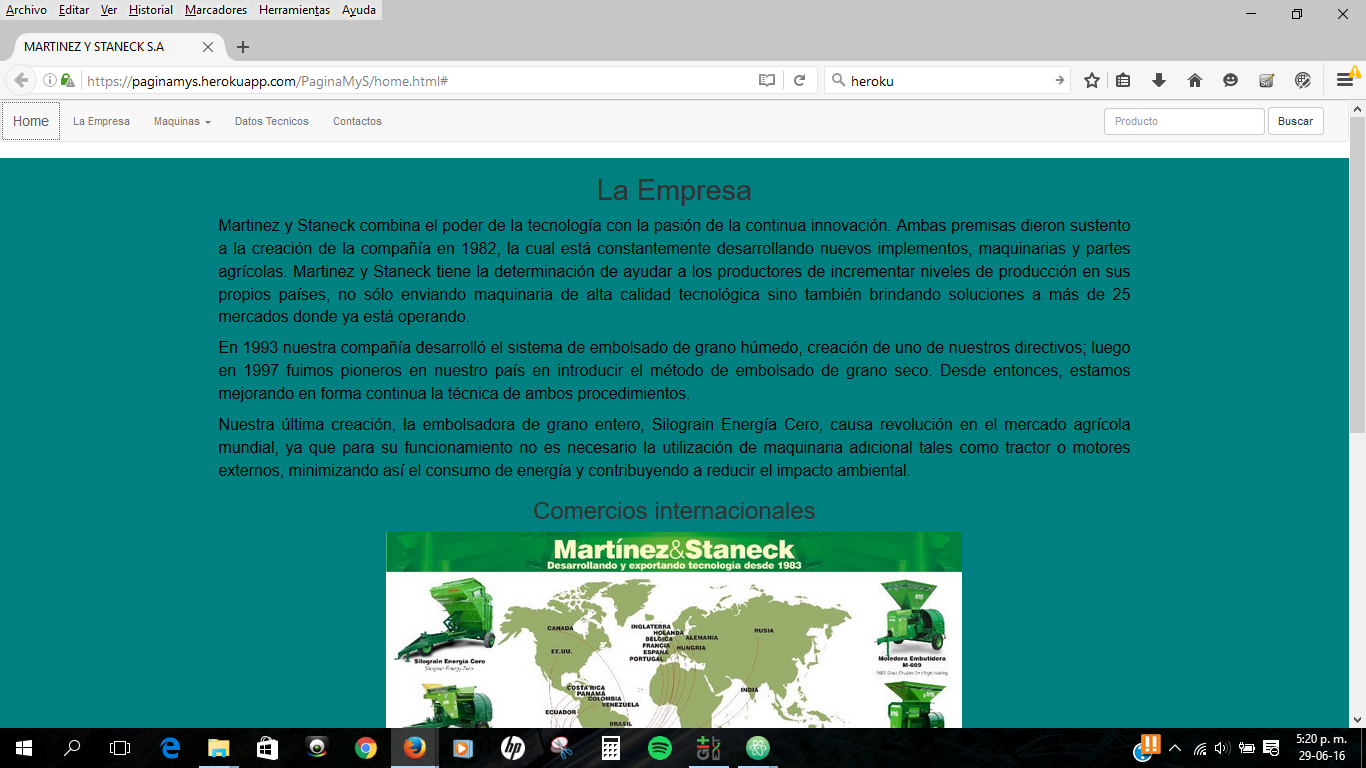 Archivo Editar Ver Historial Marcadores Herramientas Ayuda
MARTINEZ Y STANECK S.A
https://paginamys.herokuapp.com/PaginaMyS/home.html#
heroku
Home La Empresa Maquinas Datos Tecnicos Contactos Producto Buscar
La Empresa
Martinez y Staneck combina el poder de la tecnología con la pasión de la continua innovación. Ambas premisas dieron sustento
a la creación de la compañía en 1982, la cual está constantemente desarrollando nuevos implementos, maquinarias y partes
agrícolas. Martinez y Staneck tiene la determinación de ayudar a los productores de incrementar niveles de producción en sus
propios países, no sólo enviando maquinaria de alta calidad tecnológica sino también brindando soluciones a más de 25
mercados donde ya está operando.
En 1993 nuestra compañía desarrolló el sistema de embolsado de grano húmedo, creación de uno de nuestros directivos; luego
en 1997 fuimos pioneros en nuestro país en introducir el método de embolsado de grano seco. Desde entonces, estamos
mejorando en forma continua la técnica de ambos procedimientos.
Nuestra última creación, la embolsadora de grano entero, Silograin Energía Cero, causa revolución en el mercado agrícola
mundial, ya que para su funcionamiento no es necesario la utilización de maquinaria adicional tales como tractor o motores
externos, minimizando así el consumo de energía y contribuyendo a reducir el impacto ambiental.
Comercios internacionales
Martínez&Staneck
Desarrollando y exportando tecnología desde 1983
CANADA
EE.UU.
INGLATERRA
HOLANDA
BÉLGICA
ALEMANIA
FRANCIA
HUNGRIA
ESPAÑA
PORTUGAL
RUSIA
INDIA
COSTA RICA
PANAMA
COLOMBIA
VENEZUELA
ECUADOR
BRASIL
Silograin Energía Cero
Silograin Energy Zero
Moledora Embutidora
M-699
5:20 p. m.
29-06-16